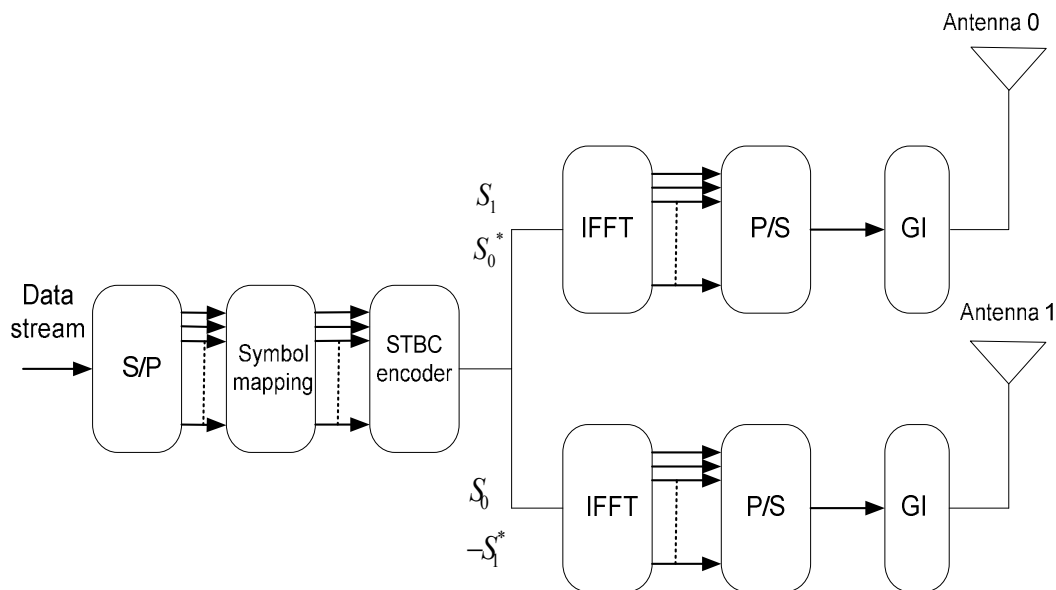 Antenna 0
S₁
S₀*
IFFT
P/S
GI
Data
stream
S/P
Symbol
mapping
STBC
encoder
Antenna 1
S₀
−S₁*
IFFT
P/S
GI